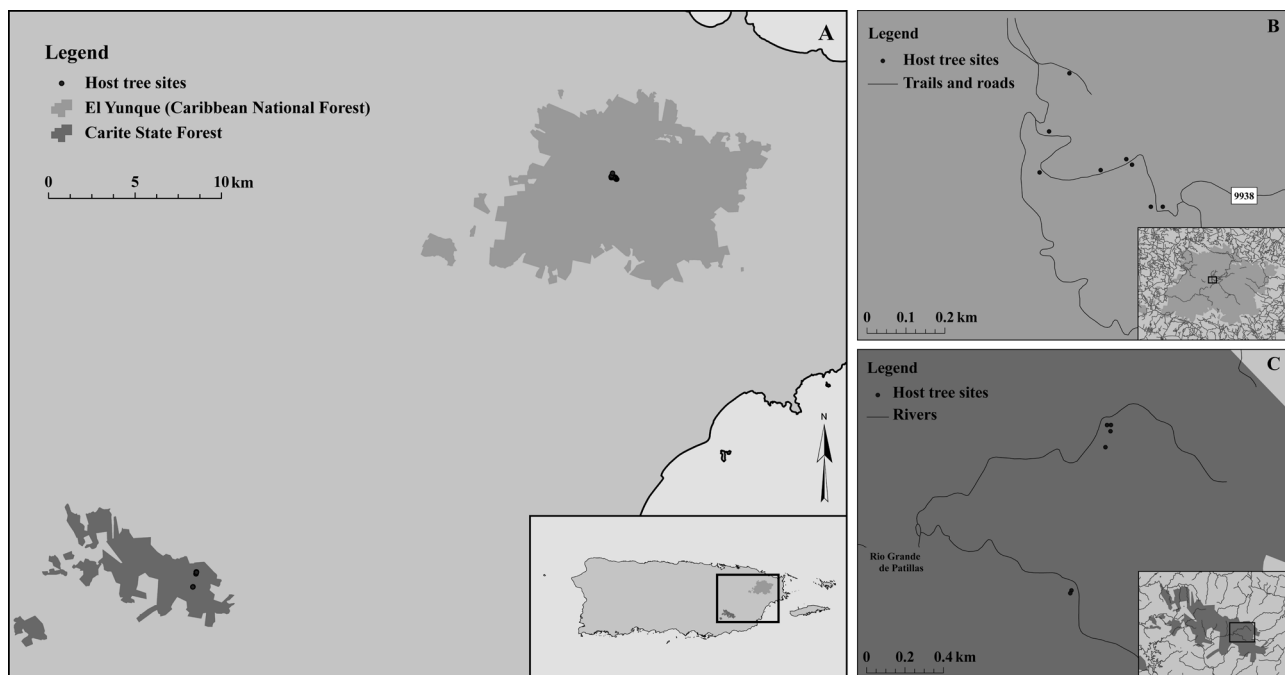 A
Legend
Host tree sites
El Yunque (Caribbean National Forest)
Carite State Forest
0 5 10 km
N
B
Legend
Host tree sites
Trails and roads
9938
0 0.1 0.2 km
C
Legend
Host tree sites
Rivers
Rio Grande
de Patillas
0 0.2 0.4 km